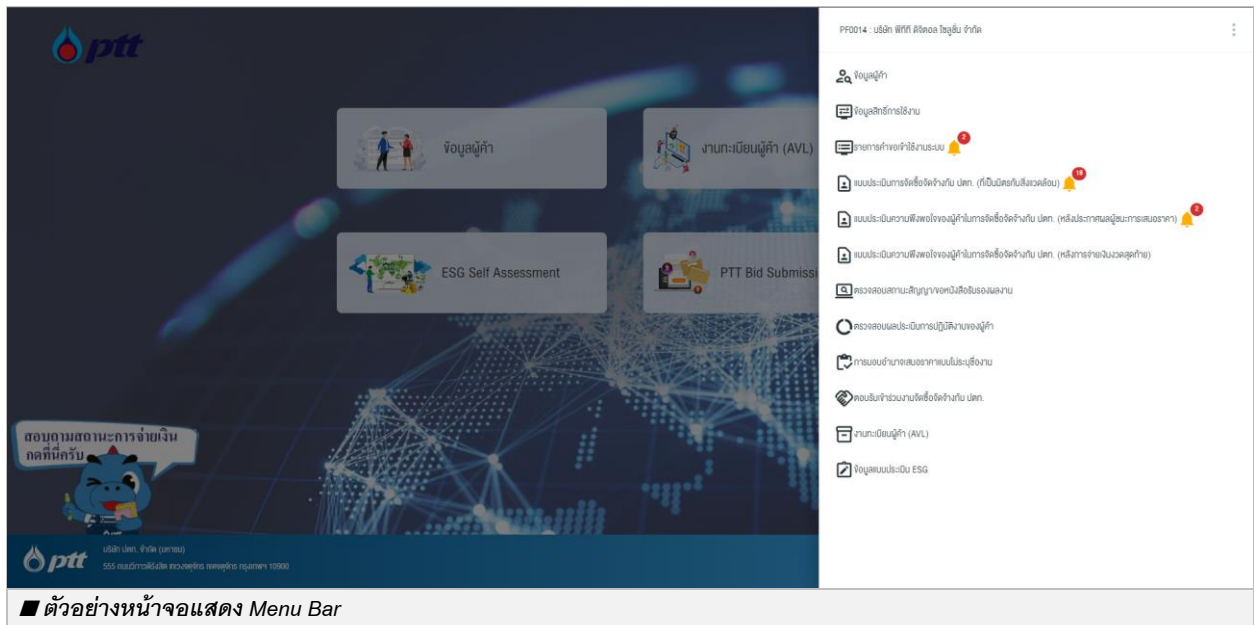 ptt
PF0014 : บริษัท พีทีที ดิจิตอล โซลูชั่น จำกัด
ข้อมูลผู้ค้า
ข้อมูลสิทธิ์การใช้งาน
รายการคำขอเข้าใช้งานระบบ 2
แบบประเมินการจัดซื้อจัดจ้างกับ ปตท. (ที่เป็นมิตรกับสิ่งแวดล้อม) 18
แบบประเมินความพึงพอใจของผู้ค้าในการจัดซื้อจัดจ้างกับ ปตท. (หลังประกาศผลผู้ชนะการเสนอราคา) 2
แบบประเมินความพึงพอใจของผู้ค้าในการจัดซื้อจัดจ้างกับ ปตท. (หลังการจ่ายเงินงวดสุดท้าย)
ตรวจสอบสถานะสัญญา/ขอหนังสือรับรองผลงาน
ตรวจสอบผลประเมินการปฏิบัติงานของผู้ค้า
การมอบอำนาจเสนอราคาแบบไม่ระบุชื่องาน
ตอบรับเข้าร่วมงานจัดซื้อจัดจ้างกับ ปตท.
งานทะเบียนผู้ค้า (AVL)
ข้อมูลแบบประเมิน ESG
ข้อมูลผู้ค้า
งานทะเบียนผู้ค้า (AVL)
ESG Self Assessment
PTT Bid Submissi
สอบถามสถานะการจ่ายเงิน
กดที่นี่ครับ
ptt
บริษัท ปตท. จำกัด (มหาชน)
555 ถนนวิภาวดีรังสิต แขวงจตุจักร เขตจตุจักร กรุงเทพฯ 10900
ตัวอย่างหน้าจอแสดง Menu Bar